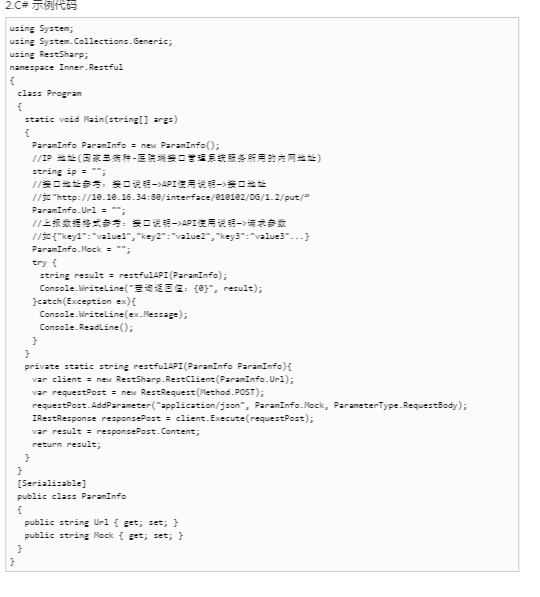 2.C# 示例代码
using System;
using System.Collections.Generic;
using RestSharp;
namespace Inner.Restful
{
class Program
{
static void Main(string[] args)
{
ParamInfo ParamInfo = new ParamInfo();
//IP 地址(国家单病种-医院端接口管理系统服务所用的内网地址)
string ip = "";
//接口地址参考: 接口说明->API使用说明->接口地址
//如"http://10.10.16.34:80/interface/010102/DG/1.2/put/"
ParamInfo.Url = "";
//上报数据格式参考: 接口说明->API使用说明->请求参数
//如{"key1":"value1","key2":"value2","key3":"value3"...}
ParamInfo.Mock = "";
try {
string result = restfulAPI(ParamInfo);
Console.WriteLine("查询返回值: {0}", result);
}catch(Exception ex){
Console.WriteLine(ex.Message);
Console.ReadLine();
}
}
private static string restfulAPI(ParamInfo ParamInfo){
var client = new RestSharp.RestClient(ParamInfo.Url);
var requestPost = new RestRequest(Method.POST);
requestPost.AddParameter("application/json", ParamInfo.Mock, ParameterType.RequestBody);
IRestResponse responsePost = client.Execute(requestPost);
var result = responsePost.Content;
return result;
}
}
[Serializable]
public class ParamInfo
{
public string Url { get; set; }
public string Mock { get; set; }
}
}